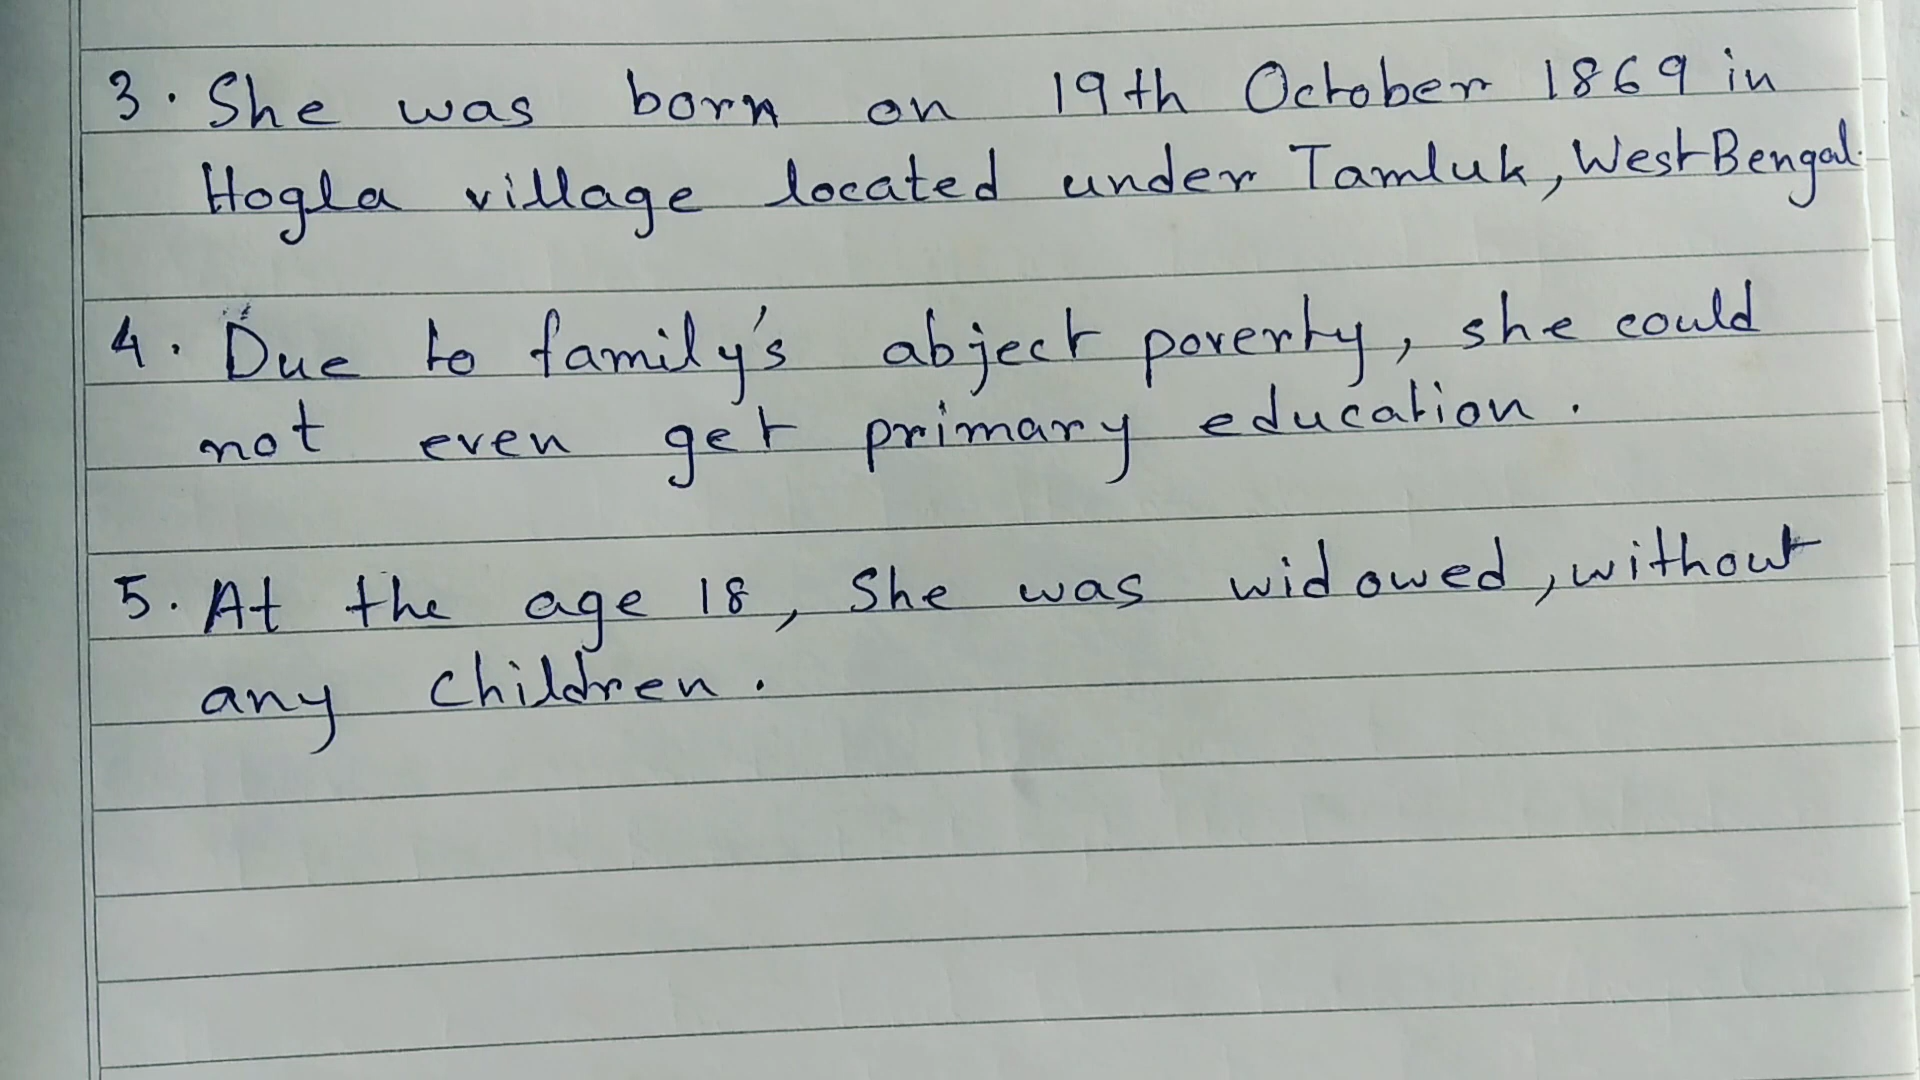 3. She was born on 19th October 1869 in
Hogla village located under Tamluk, West Bengal.
4. Due to family's abject poverty, she could
not even get primary education.
5. At the age 18, She was widowed, without
any children.